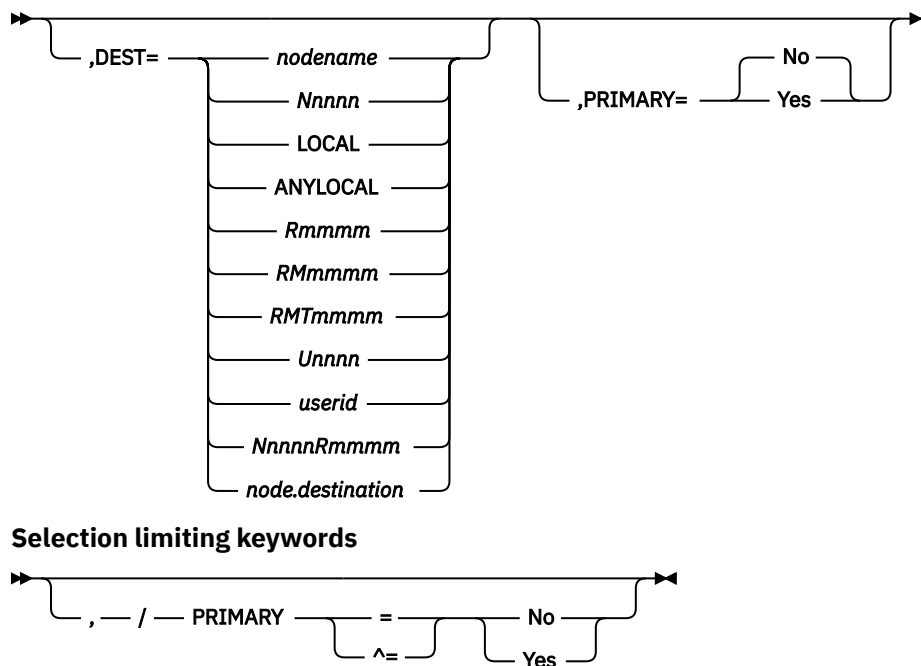 ,DEST= nodename
Nnnnn
LOCAL
ANYLOCAL
Rmmmm
RMmmmm
RMTmmmm
Unnnn
userid
NnnnnRmmmm
node.destination
No
,PRIMARY= Yes
Selection limiting keywords
, / PRIMARY = No
^= Yes